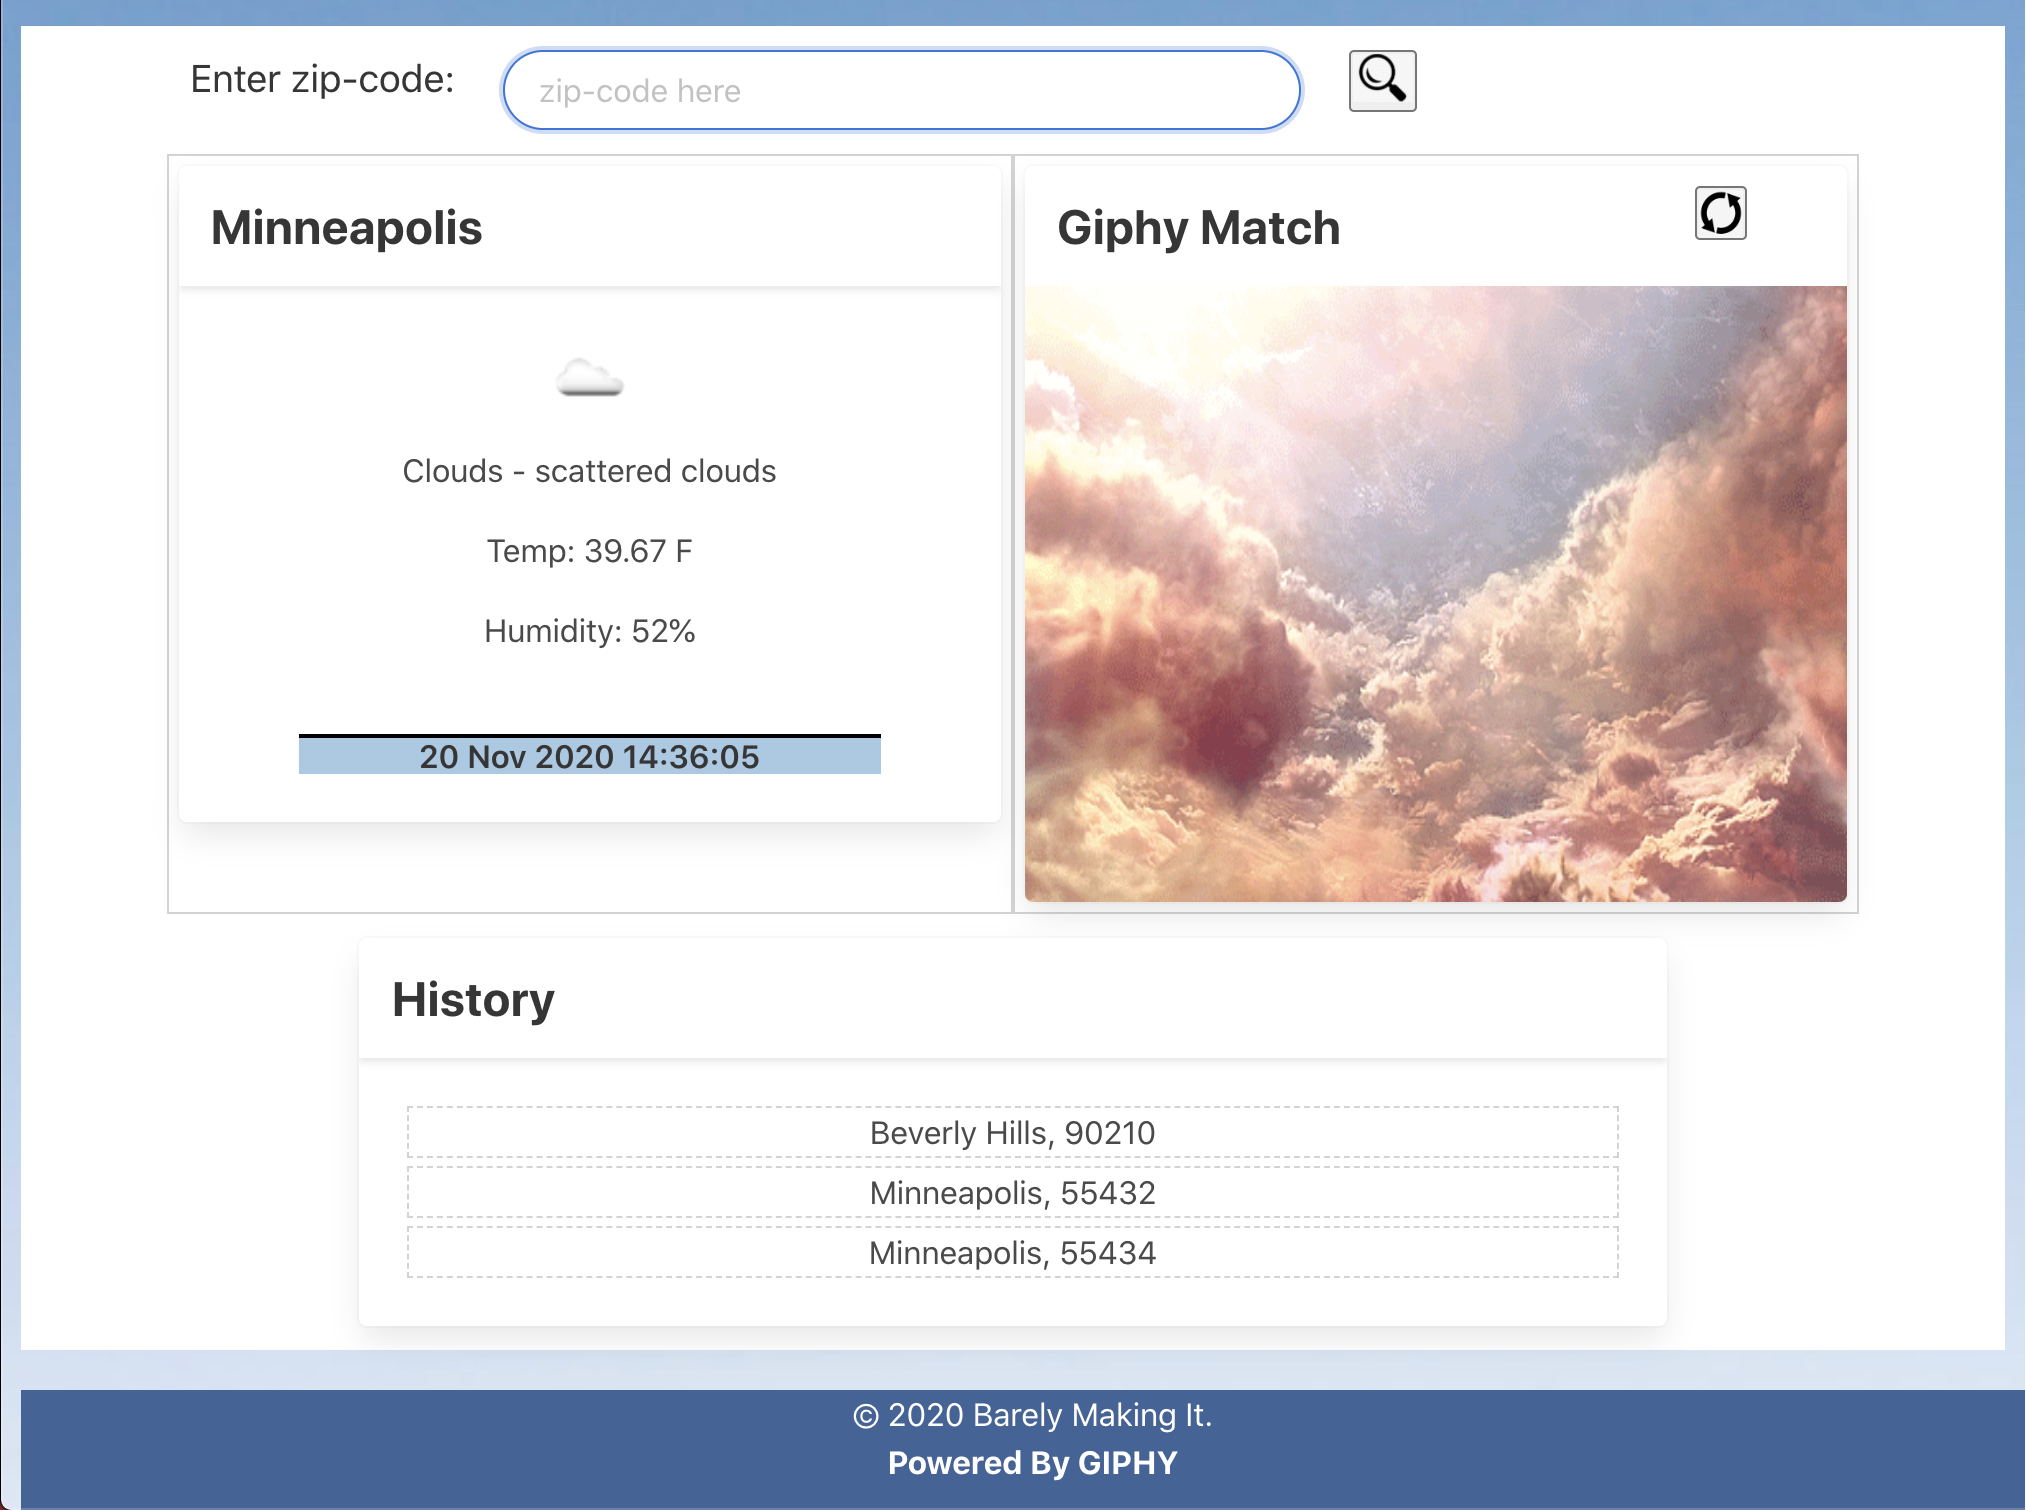 Enter zip-code:
zip-code here
Minneapolis
Clouds - scattered clouds
Temp: 39.67 F
Humidity: 52%
20 Nov 2020 14:36:05
Giphy Match
History
Beverly Hills, 90210
Minneapolis, 55432
Minneapolis, 55434
© 2020 Barely Making It.
Powered By GIPHY